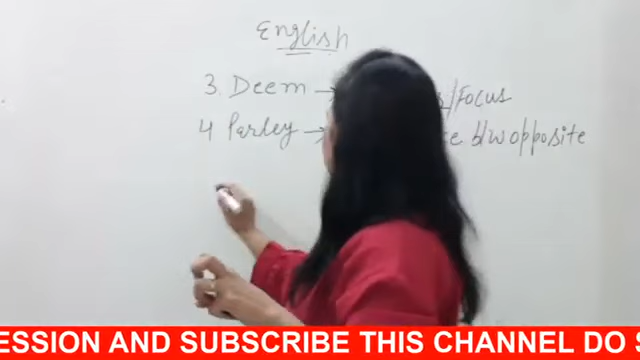 English
3. Deem → /Focus
4 Parley → b/w opposite
ESSION AND SUBSCRIBE THIS CHANNEL DO S